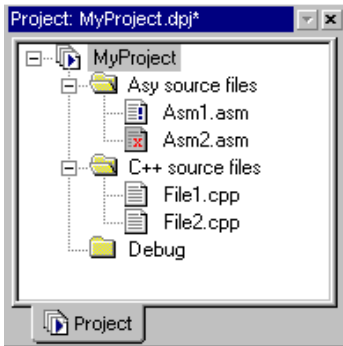 Project: MyProject.dpj*
MyProject
Asy source files
Asm1.asm
Asm2.asm
C++ source files
File1.cpp
File2.cpp
Debug
Project